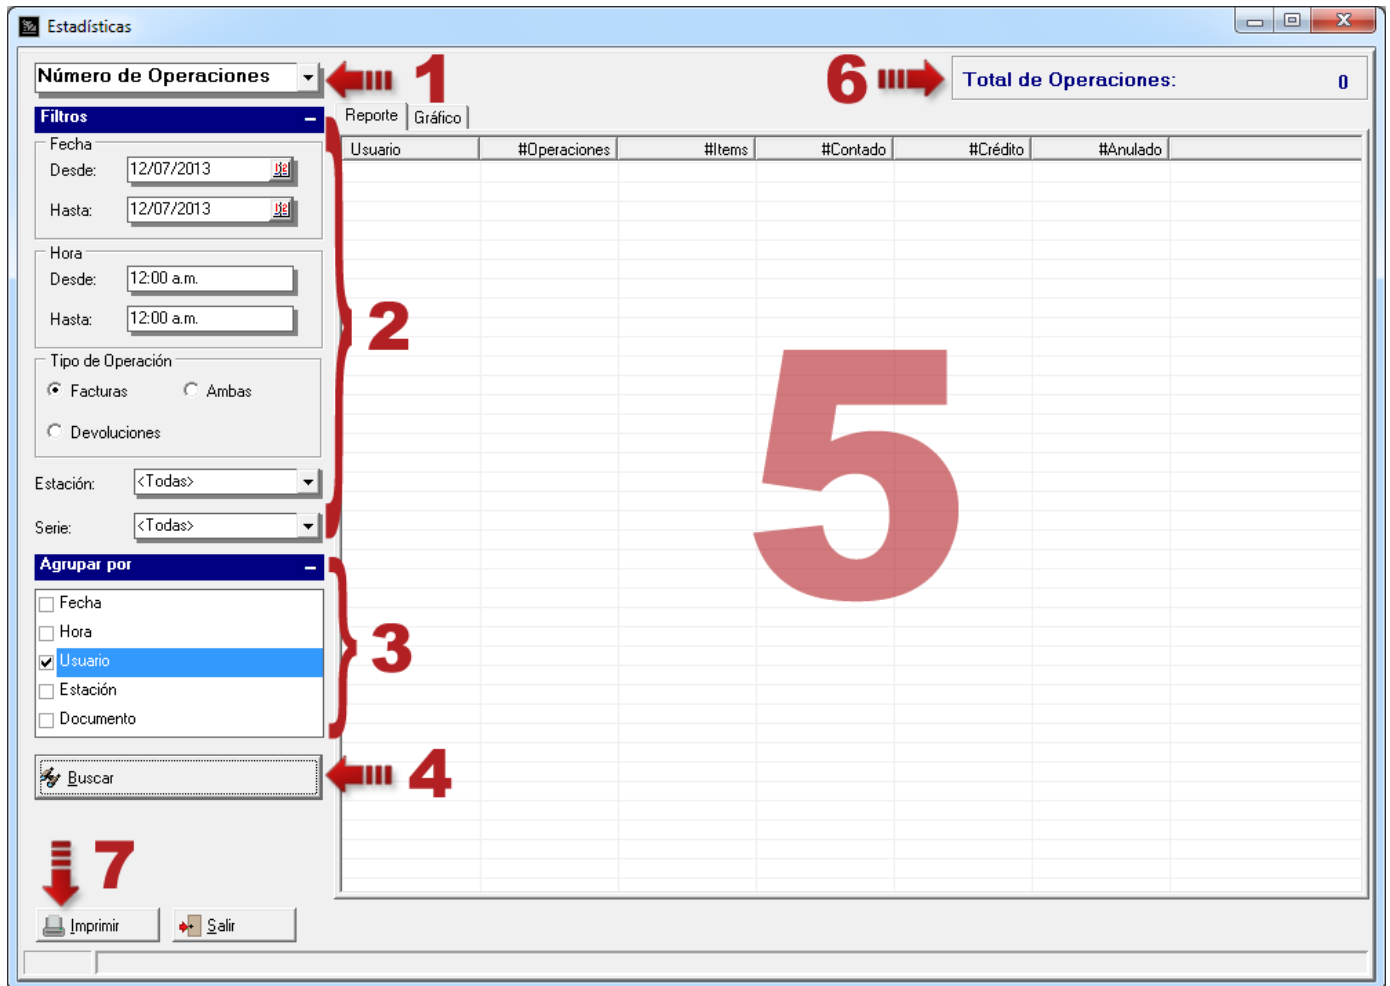 Estadísticas
Número de Operaciones
1
6
Total de Operaciones: 0
Filtros
Reporte Gráfico
Fecha
Desde: 12/07/2013
Hasta: 12/07/2013
Usuario #Operaciones #Items #Contado #Crédito #Anulado
Hora
Desde: 12:00 a.m.
Hasta: 12:00 a.m.
2
Tipo de Operación
Facturas Ambas
Devoluciones
Estación: <Todas>
Serie: <Todas>
5
Agrupar por
Fecha
Hora
Usuario
Estación
Documento
3
Buscar
4
7
Imprimir Salir